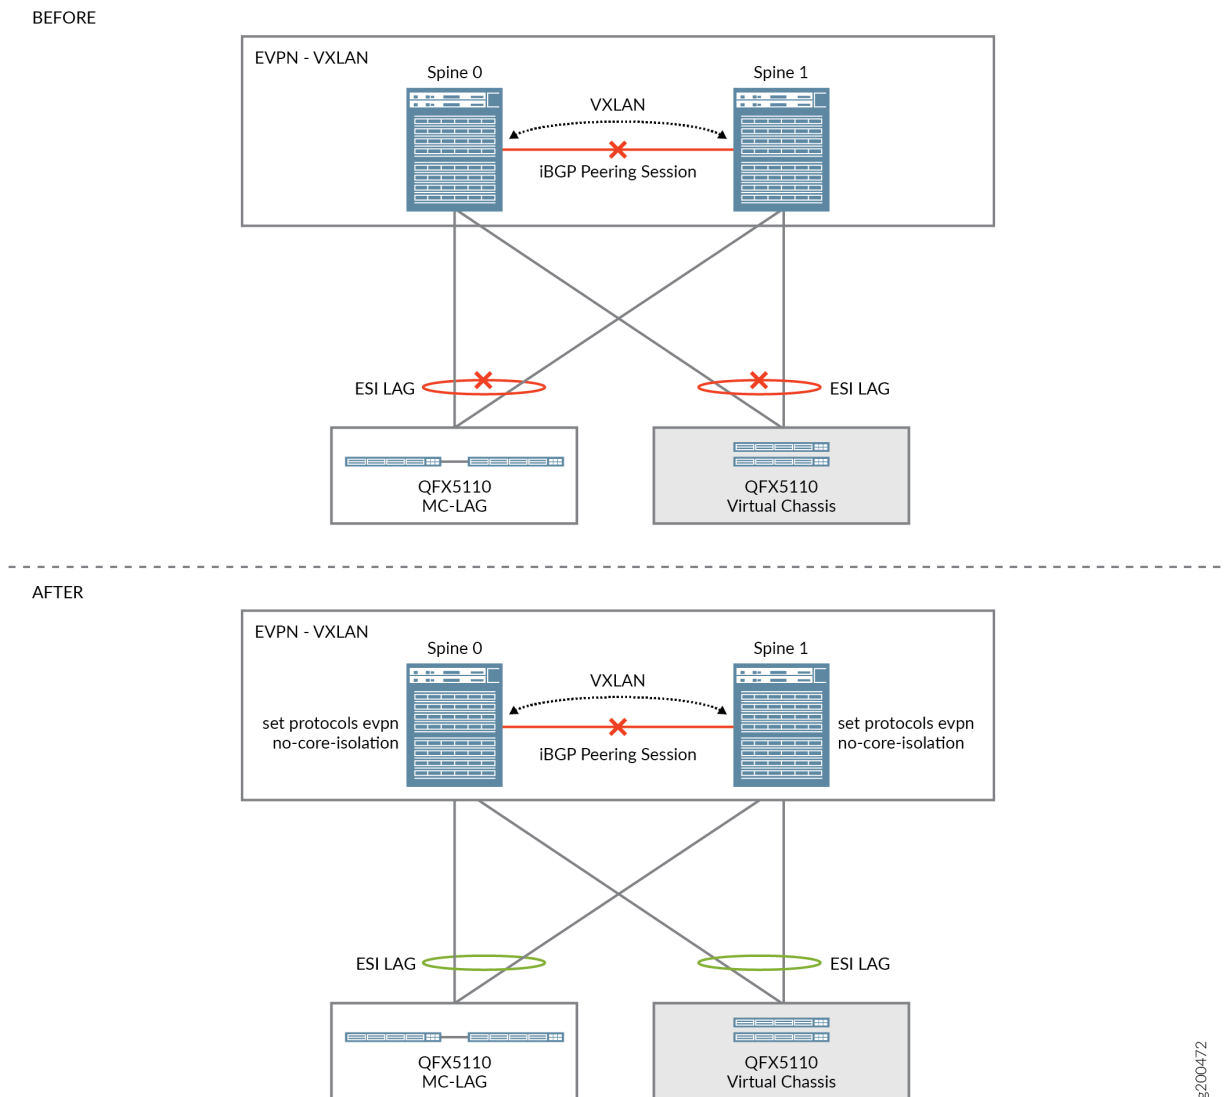 BEFORE
EVPN - VXLAN
Spine 0
Spine 1
VXLAN
iBGP Peering Session
ESI LAG
ESI LAG
QFX5110
MC-LAG
QFX5110
Virtual Chassis
AFTER
EVPN - VXLAN
Spine 0
Spine 1
VXLAN
set protocols evpn
no-core-isolation
iBGP Peering Session
set protocols evpn
no-core-isolation
ESI LAG
ESI LAG
QFX5110
MC-LAG
QFX5110
Virtual Chassis
g200472